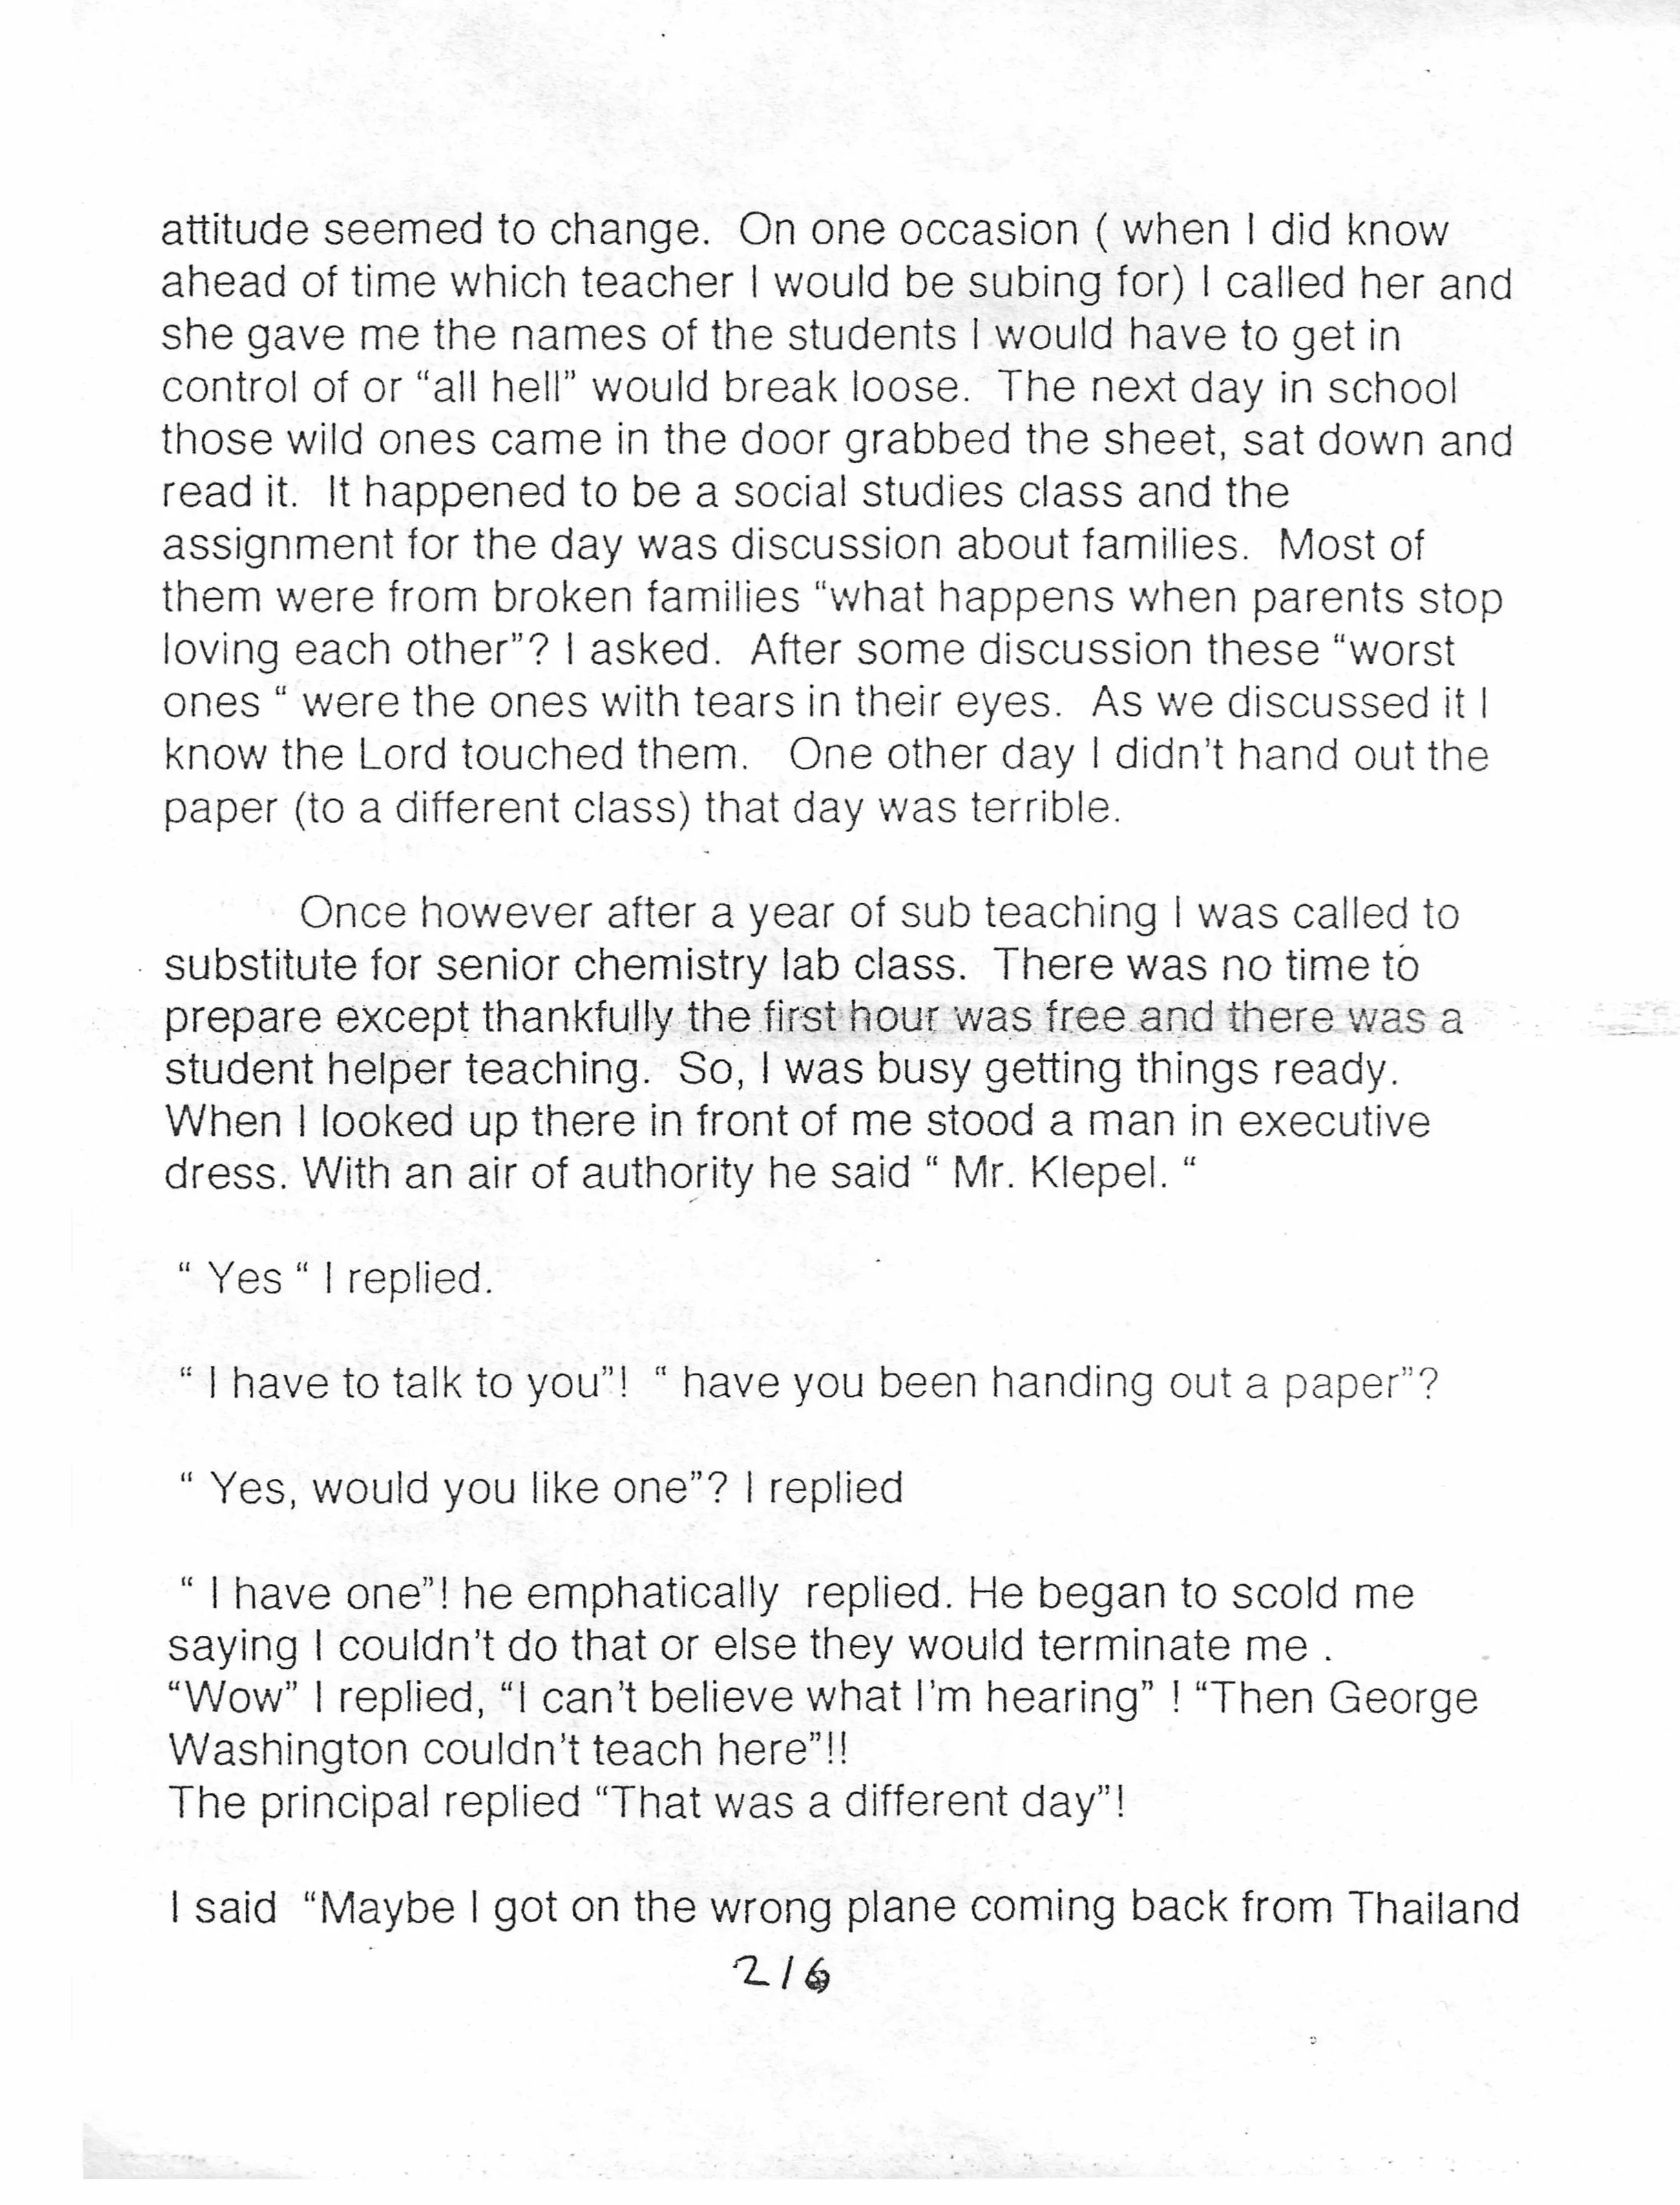 attitude seemed to change.  On one occasion ( when I did know
ahead of time which teacher I would be subing for) I called her and
she gave me the names of the students I would have to get in
control of or “all hell” would break loose.  The next day in school
those wild ones came in the door grabbed the sheet, sat down and
read it.  It happened to be a social studies class and the
assignment for the day was discussion about families.  Most of
them were from broken families “what happens when parents stop
loving each other”? I asked.  After some discussion these “worst
ones “ were the ones with tears in their eyes.  As we discussed it I
know the Lord touched them.   One other day I didn’t hand out the
paper (to a different class) that day was terrible.
Once however after a year of sub teaching I was called to
substitute for senior chemistry lab class.  There was no time to
prepare except thankfully the first hour was free and there was a
student helper teaching.  So, I was busy getting things ready.
When I looked up there in front of me stood a man in executive
dress. With an air of authority he said “ Mr. Klepel. “
“ Yes “ I replied.
“ I have to talk to you”!  “ have you been handing out a paper”?
“ Yes, would you like one”? I replied
“ I have one”! he emphatically  replied. He began to scold me
saying I couldn’t do that or else they would terminate me .
“Wow” I replied, “I can’t believe what I’m hearing” ! “Then George
Washington couldn’t teach here”!!
The principal replied “That was a different day”!
I said  “Maybe I got on the wrong plane coming back from Thailand
216